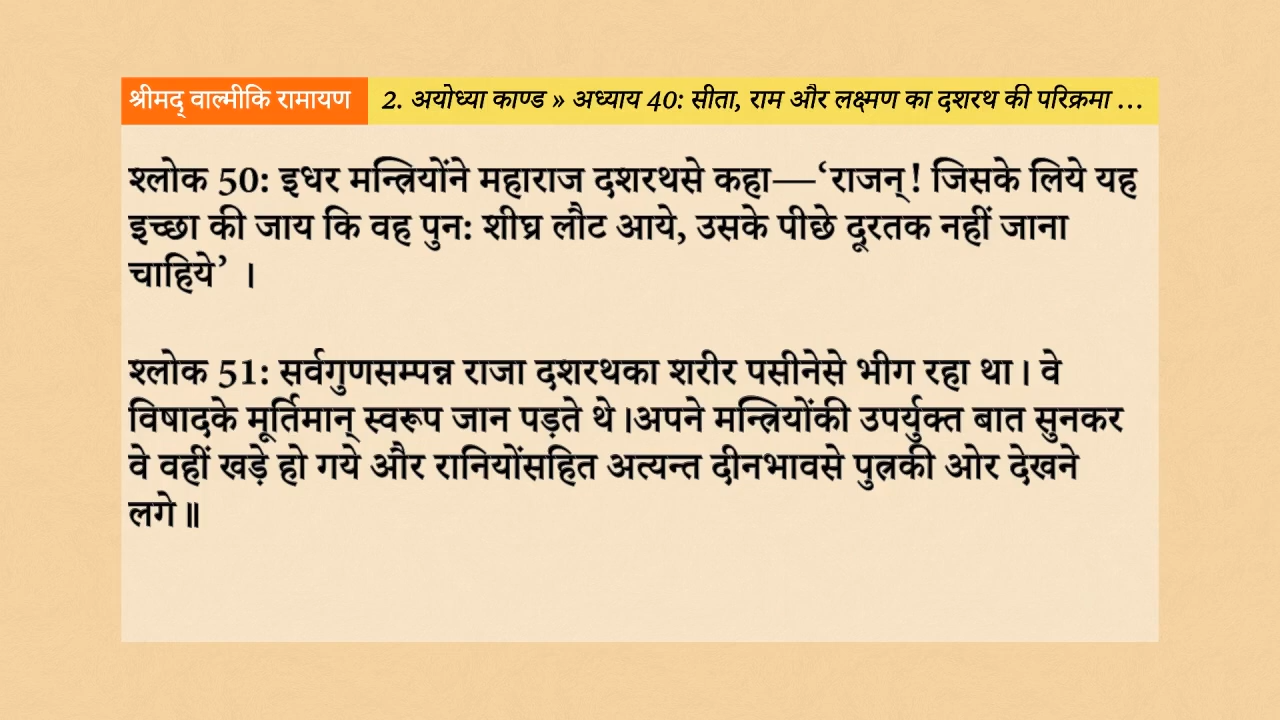 श्रीमद् वाल्मीकि रामायण
2. अयोध्या काण्ड » अध्याय 40: सीता, राम और लक्ष्मण का दशरथ की परिक्रमा ...
श्लोक 50: इधर मन्त्रियोंने महाराज दशरथसे कहा—‘राजन्! जिसके लिये यह
इच्छा की जाय कि वह पुन: शीघ्र लौट आये, उसके पीछे दूरतक नहीं जाना
चाहिये’ ।
श्लोक 51: सर्वगुणसम्पन्न राजा दशरथका शरीर पसीनेसे भीग रहा था। वे
विषादके मूर्तिमान् स्वरूप जान पड़ते थे।अपने मन्त्रियोंकी उपर्युक्त बात सुनकर
वे वहीं खड़े हो गये और रानियोंसहित अत्यन्त दीनभावसे पुत्रकी ओर देखने
लगे॥